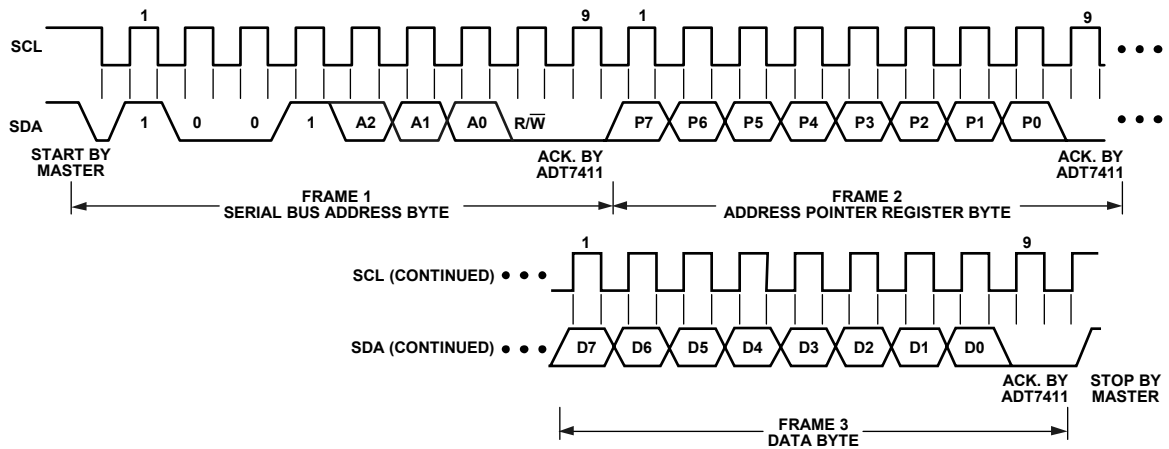 1 9 1 9
SCL
SDA
1 0 0 1 A2 A1 A0 R/W̅ P7 P6 P5 P4 P3 P2 P1 P0
START BY
MASTER
ACK. BY
ADT7411
ACK. BY
ADT7411
FRAME 1
SERIAL BUS ADDRESS BYTE
FRAME 2
ADDRESS POINTER REGISTER BYTE
1 9
SCL (CONTINUED)
SDA (CONTINUED)
D7 D6 D5 D4 D3 D2 D1 D0
ACK. BY
ADT7411
STOP BY
MASTER
FRAME 3
DATA BYTE